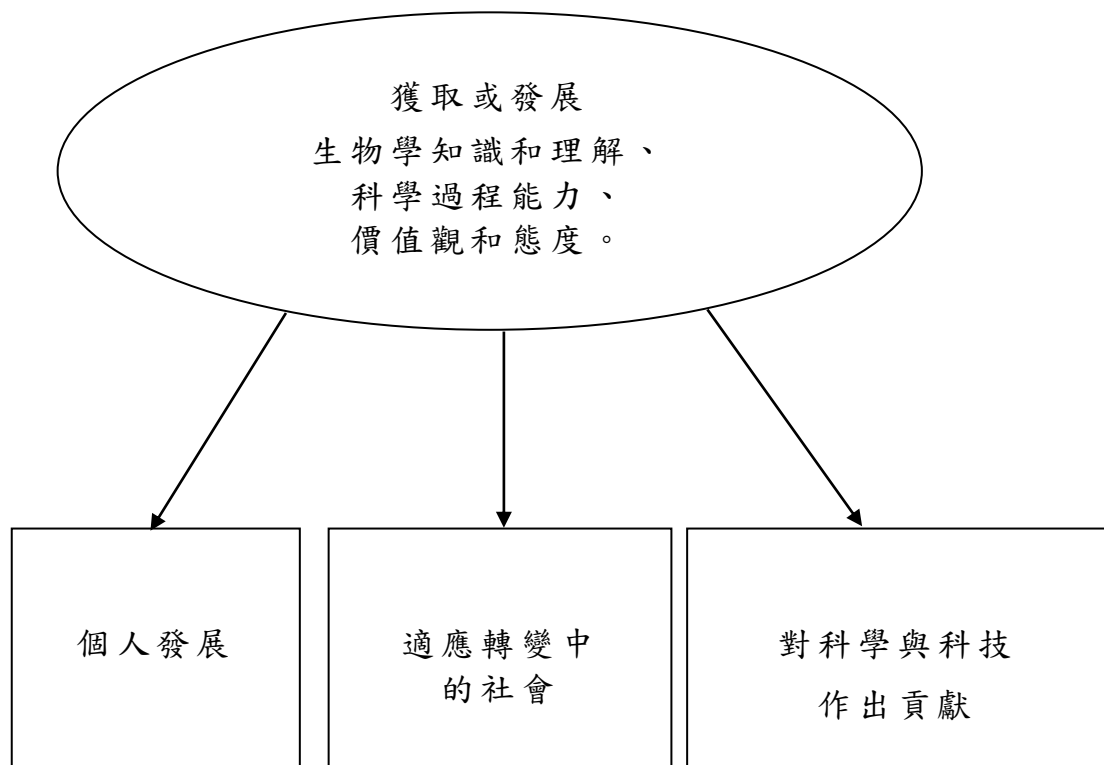 獲取或發展
生物學知識和理解、
科學過程能力、
價值觀和態度。
個人發展
適應轉變中
的社會
對科學與科技
作出貢獻